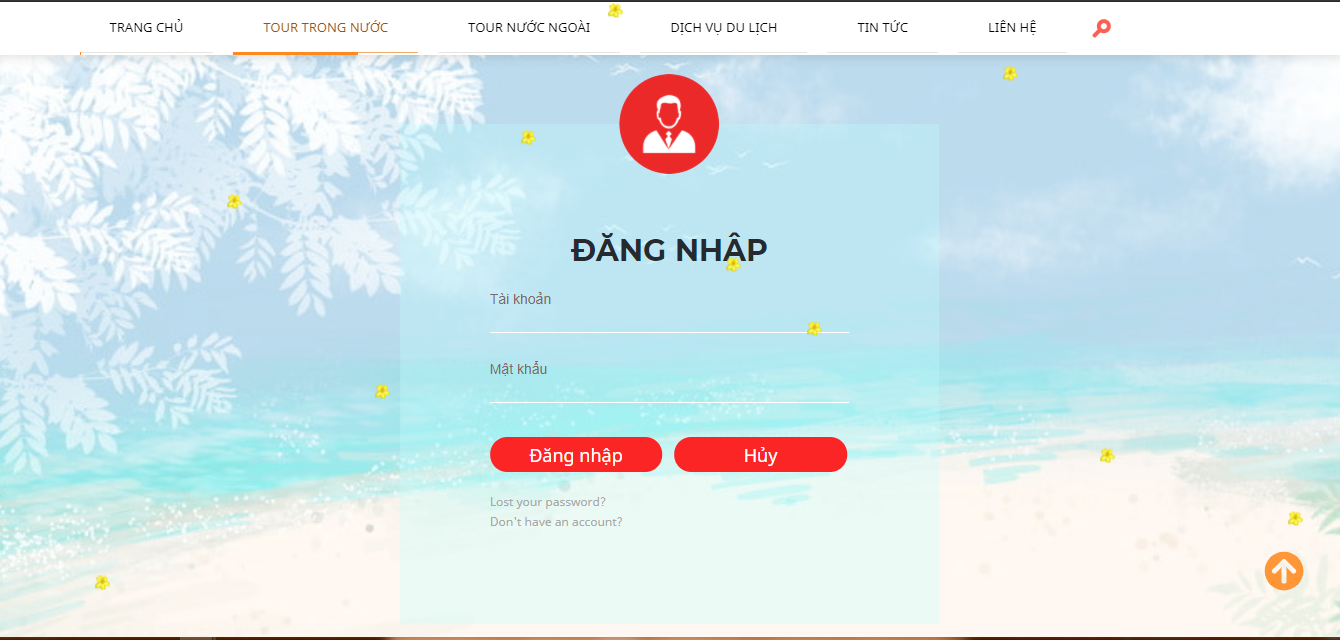 TRANG CHỦ TOUR TRONG NƯỚC TOUR NƯỚC NGOÀI DỊCH VỤ DU LỊCH TIN TỨC LIÊN HỆ
ĐĂNG NHẬP
Tài khoản
Mật khẩu
Đăng nhập Hủy
Lost your password?
Don't have an account?